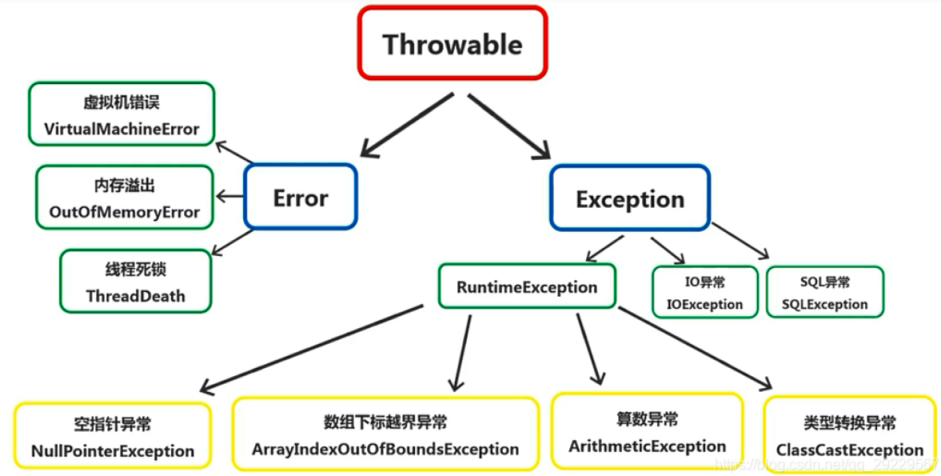 Throwable
虚拟机错误
VirtualMachineError
内存溢出
OutOfMemoryError
线程死锁
ThreadDeath
Error
Exception
RuntimeException
IO异常
IOException
SQL异常
SQLException
空指针异常
NullPointerException
数组下标越界异常
ArrayIndexOutOfBoundsException
算数异常
ArithmeticException
类型转换异常
ClassCastException